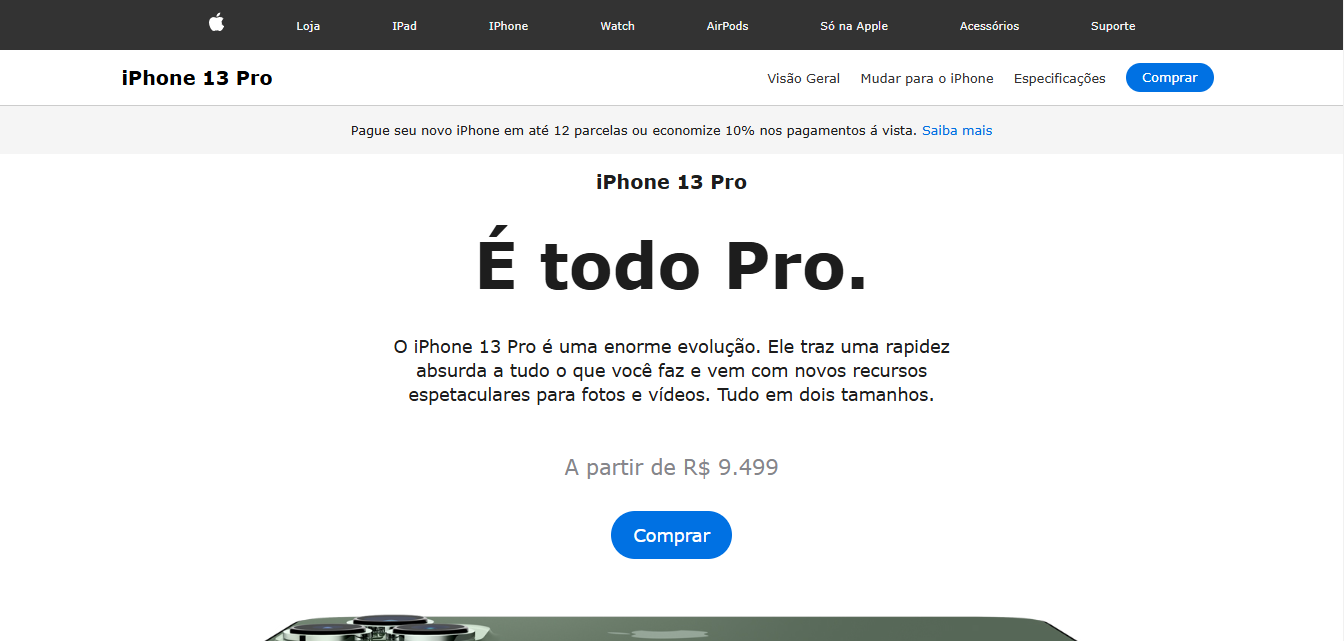 Loja IPad IPhone Watch AirPods Só na Apple Acessórios Suporte
iPhone 13 Pro Visão Geral Mudar para o iPhone Especificações Comprar
Pague seu novo iPhone em até 12 parcelas ou economize 10% nos pagamentos á vista. Saiba mais
iPhone 13 Pro
É todo Pro.
O iPhone 13 Pro é uma enorme evolução. Ele traz uma rapidez
absurda a tudo o que você faz e vem com novos recursos
espetaculares para fotos e vídeos. Tudo em dois tamanhos.
A partir de R$ 9.499
Comprar